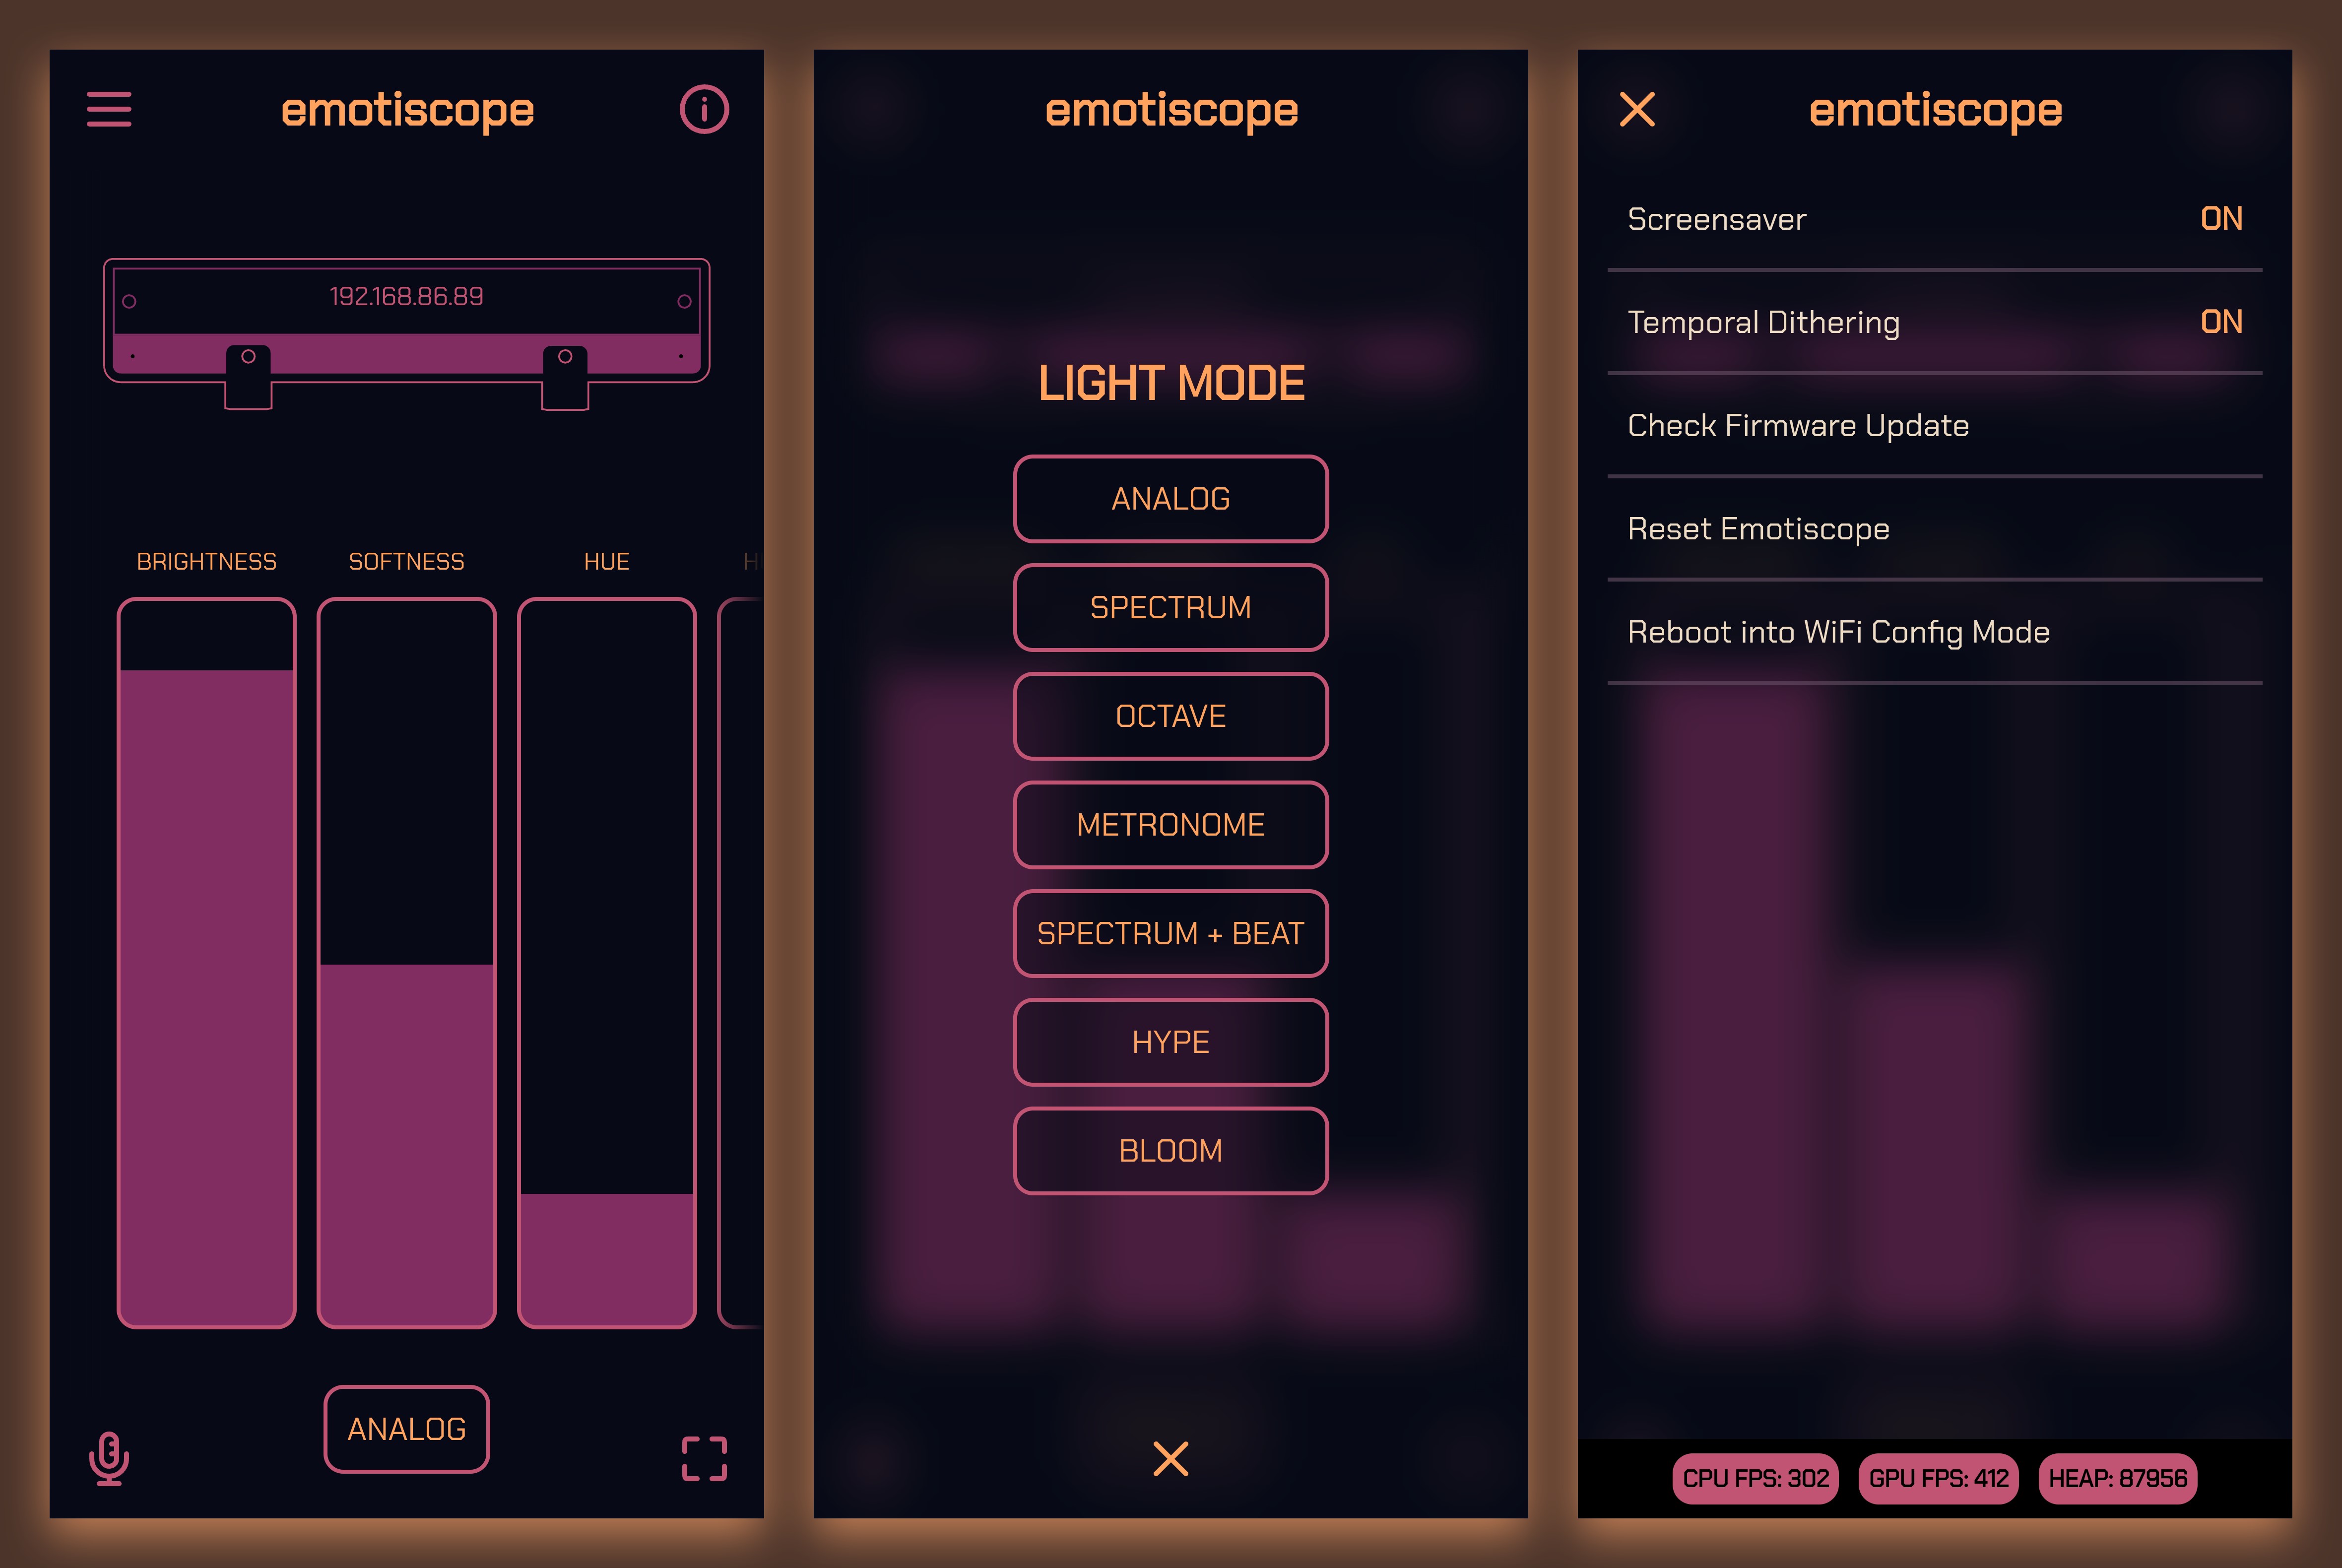 emotiscope
192.168.86.89
BRIGHTNESS
SOFTNESS
HUE
ANALOG
emotiscope
LIGHT MODE
ANALOG
SPECTRUM
OCTAVE
METRONOME
SPECTRUM + BEAT
HYPE
BLOOM
emotiscope
Screensaver ON
Temporal Dithering ON
Check Firmware Update
Reset Emotiscope
Reboot into WiFi Config Mode
CPU FPS: 302 GPU FPS: 412 HEAP: 87956